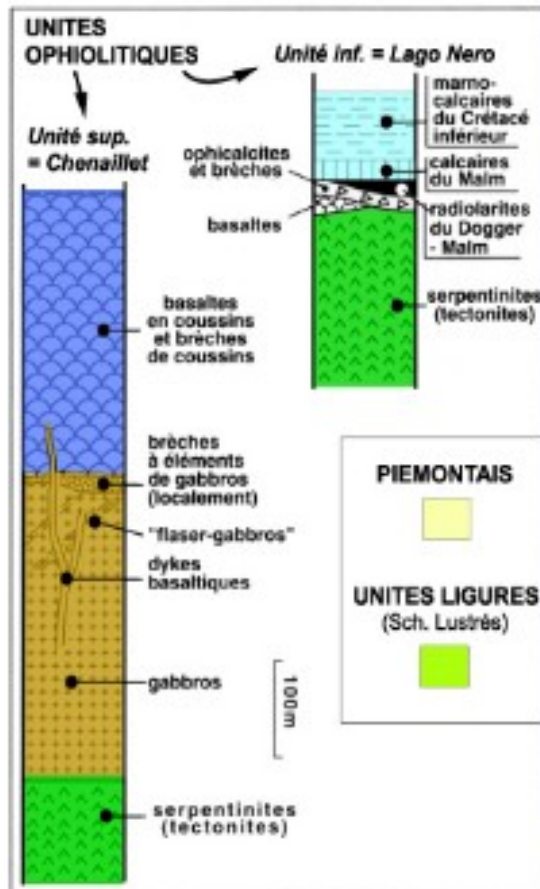 UNITES
OPHIOLITIQUES
Unité inf. = Lago Nero
Unité sup.
= Chenaillet
marno-
calcaires
du Crétacé
inférieur
ophicalcites
et brèches
calcaires
du Malm
basaltes
radiolarites
du Dogger
- Malm
serpentinites
(tectonites)
basaltes
en coussins
et brèches
de coussins
brèches
à éléments
de gabbros
(localement)
"flaser-gabbros"
dykes
basaltiques
gabbros
100m
serpentinites
(tectonites)
PIEMONTAIS
UNITES LIGURES
(Sch. Lustrès)